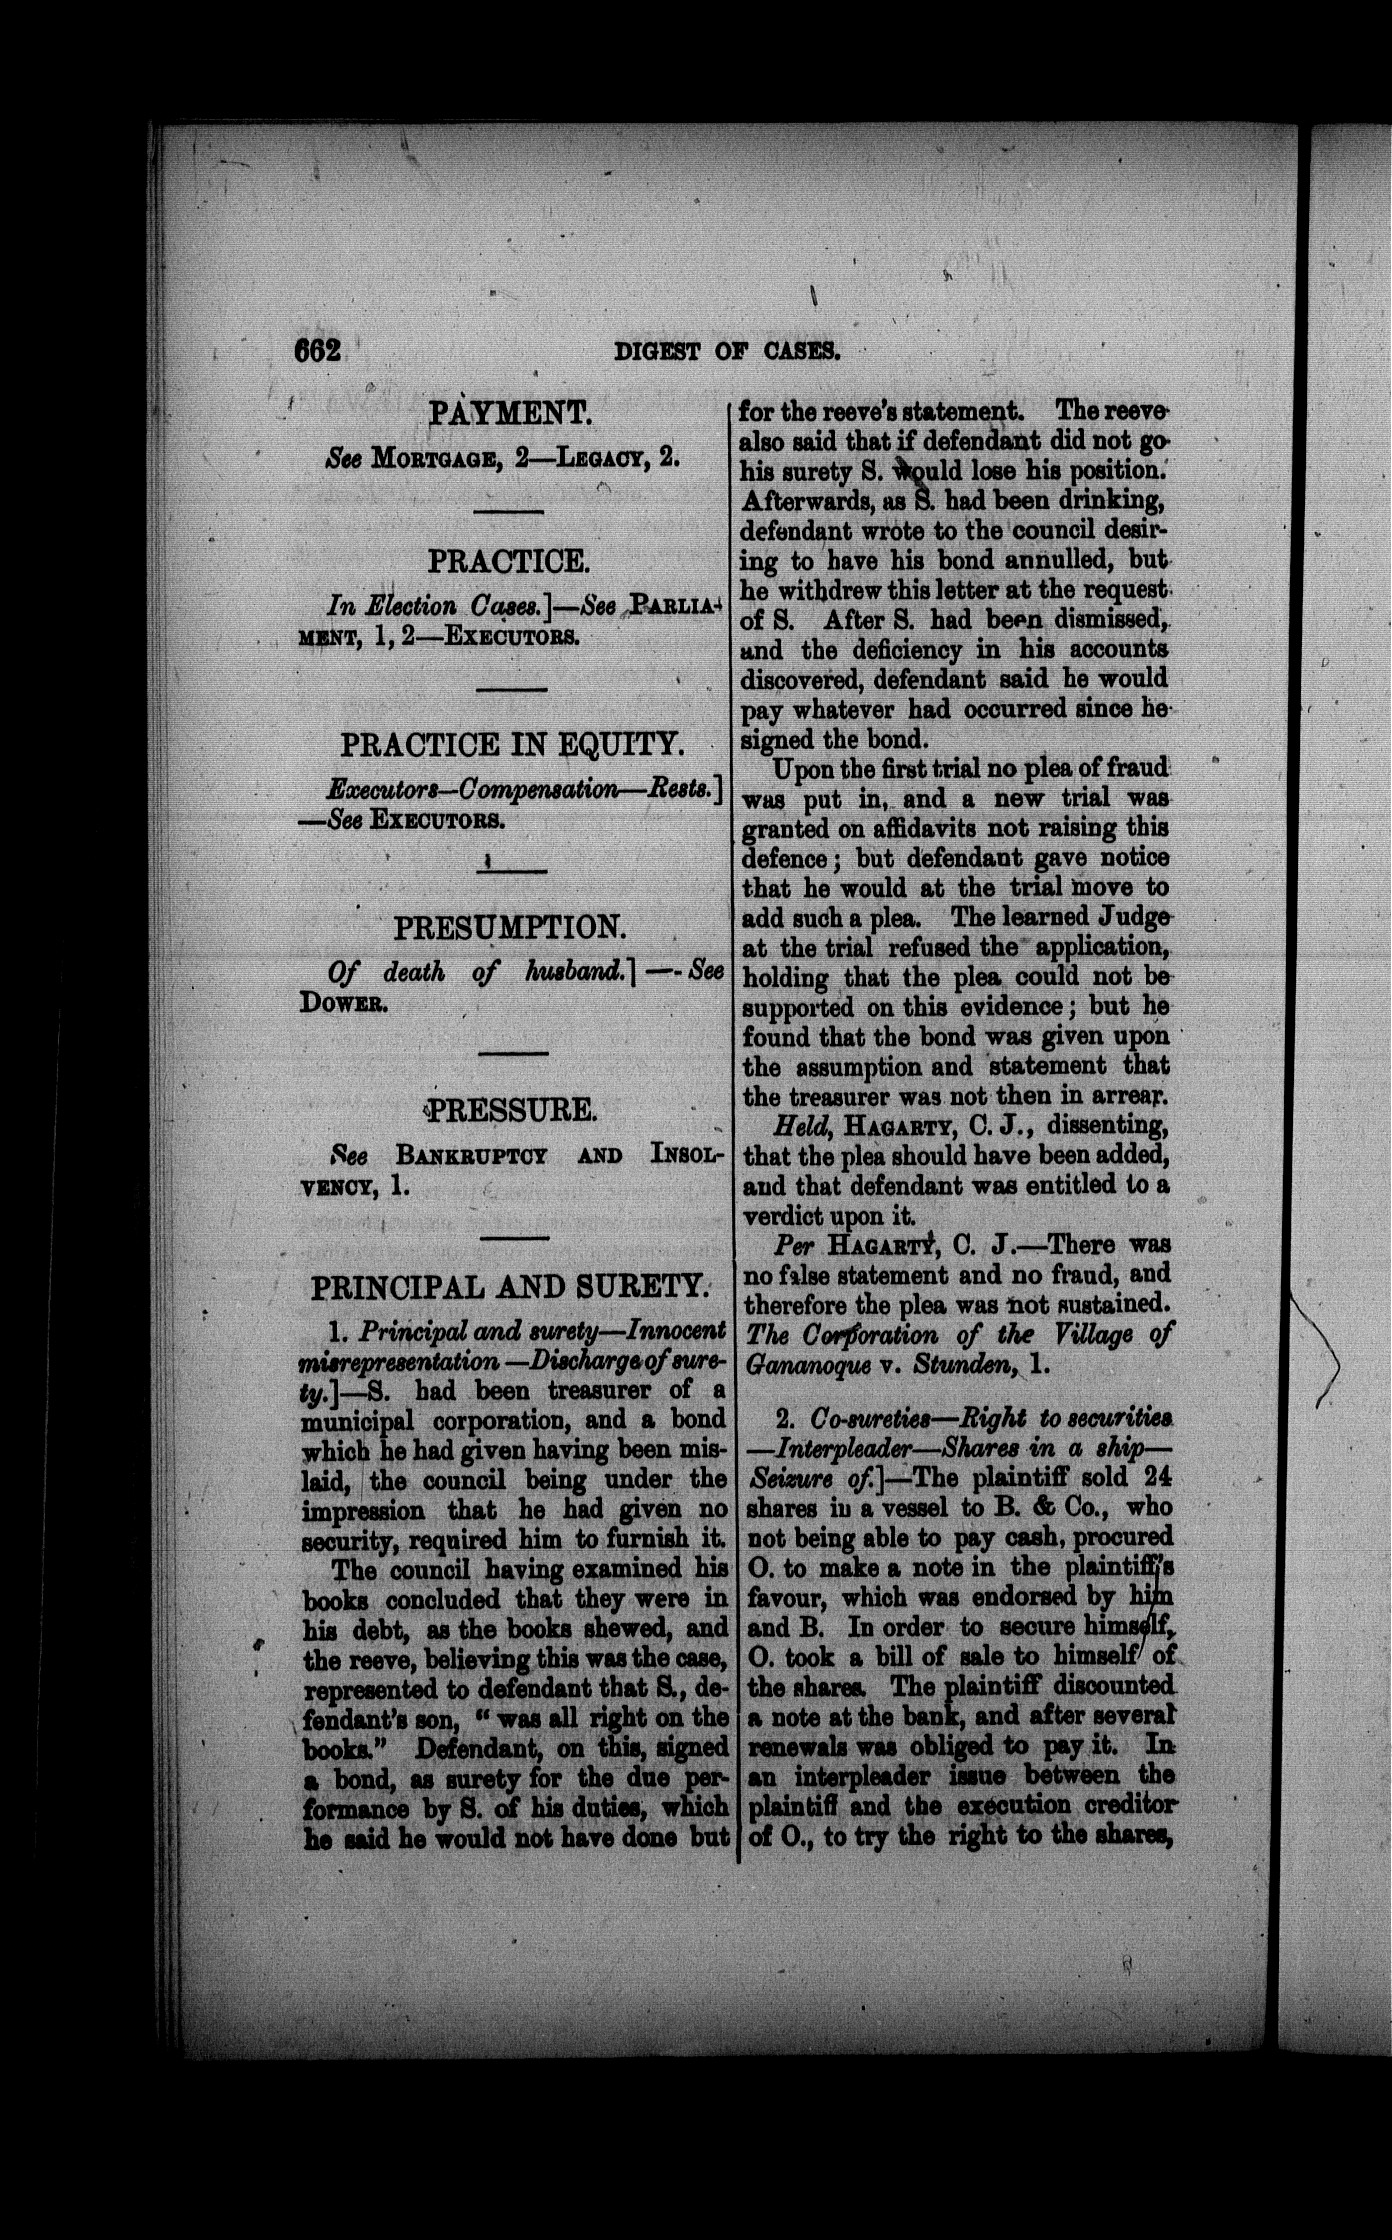 662
DIGEST OF CASES.
PAYMENT.
See MORTGAGE, 2—LEGACY, 2.
PRACTICE.
In Election Cases.]—See PARLIA-
MENT, 1, 2—EXECUTORS.
PRACTICE IN EQUITY.
Executors—Compensation—Rests.]
—See EXECUTORS.
PRESUMPTION.
Of death of husband.] —- See
DOWER.
PRESSURE.
See BANKRUPTCY AND INSOL-
VENCY, 1.
PRINCIPAL AND SURETY.
1. Principal and surety—Innocent
misrepresentation —Discharge of sure-
ty.]—S. had been treasurer of a
municipal corporation, and a bond
which he had given having been mis-
laid, the council being under the
impression that he had given no
security, required him to furnish it.
The council having examined his
books concluded that they were in
his debt, as the books shewed, and
the reeve, believing this was the case,
represented to defendant that S., de-
fendant's son, " was all right on the
books." Defendant, on this, signed
a bond, as surety for the due per-
formance by S. of his duties, which
he said he would not have done but
for the reeve's statement. The reeve
also said that if defendant did not go
his surety S. would lose his position.
Afterwards, as S. had been drinking,
defendant wrote to the council desir-
ing to have his bond annulled, but
he withdrew this letter at the request
of S. After S. had been dismissed,
and the deficiency in his accounts
discovered, defendant said he would
pay whatever had occurred since he
signed the bond.
Upon the first trial no plea of fraud
was put in, and a new trial was
granted on affidavits not raising this
defence; but defendant gave notice
that he would at the trial move to
add such a plea. The learned Judge
at the trial refused the application,
holding that the plea could not be
supported on this evidence; but he
found that the bond was given upon
the assumption and statement that
the treasurer was not then in arrear.
Held, HAGARTY, C. J., dissenting,
that the plea should have been added,
and that defendant was entitled to a
verdict upon it.
Per HAGARTY, C. J.—There was
no false statement and no fraud, and
therefore the plea was not sustained.
The Corporation of the Village of
Gananoque v. Stunden, 1.
2. Co-sureties—Right to securities
—Interpleader—Shares in a ship—
Seizure of.]—The plaintiff sold 24
shares in a vessel to B. & Co., who
not being able to pay cash, procured
O. to make a note in the plaintiff's
favour, which was endorsed by him
and B. In order to secure himself,
O. took a bill of sale to himself of
the shares. The plaintiff discounted
a note at the bank, and after several
renewals was obliged to pay it. In
an interpleader issue between the
plaintiff and the execution creditor
of O., to try the right to the shares,